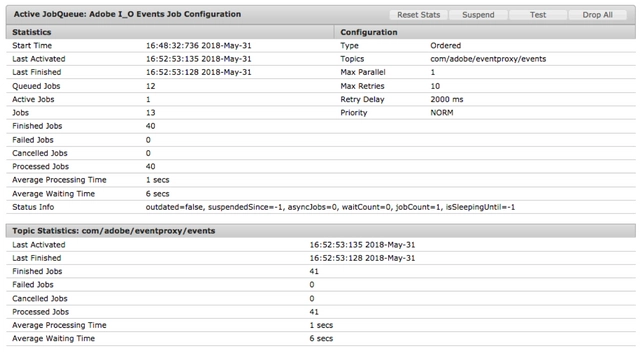 Active JobQueue: Adobe I_O Events Job Configuration Reset Stats Suspend Test Drop All
Statistics Configuration
Start Time 16:48:32:736 2018-May-31 Type Ordered
Last Activated 16:52:53:135 2018-May-31 Topics com/adobe/eventproxy/events
Last Finished 16:52:53:128 2018-May-31 Max Parallel 1
Queued Jobs 12 Max Retries 10
Active Jobs 1 Retry Delay 2000 ms
Jobs 13 Priority NORM
Finished Jobs 40
Failed Jobs 0
Cancelled Jobs 0
Processed Jobs 40
Average Processing Time 1 secs
Average Waiting Time 6 secs
Status Info outdated=false, suspendedSince=-1, asyncJobs=0, waitCount=0, jobCount=1, isSleepingUntil=-1
Topic Statistics: com/adobe/eventproxy/events
Last Activated 16:52:53:135 2018-May-31
Last Finished 16:52:53:128 2018-May-31
Finished Jobs 41
Failed Jobs 0
Cancelled Jobs 0
Processed Jobs 41
Average Processing Time 1 secs
Average Waiting Time 6 secs